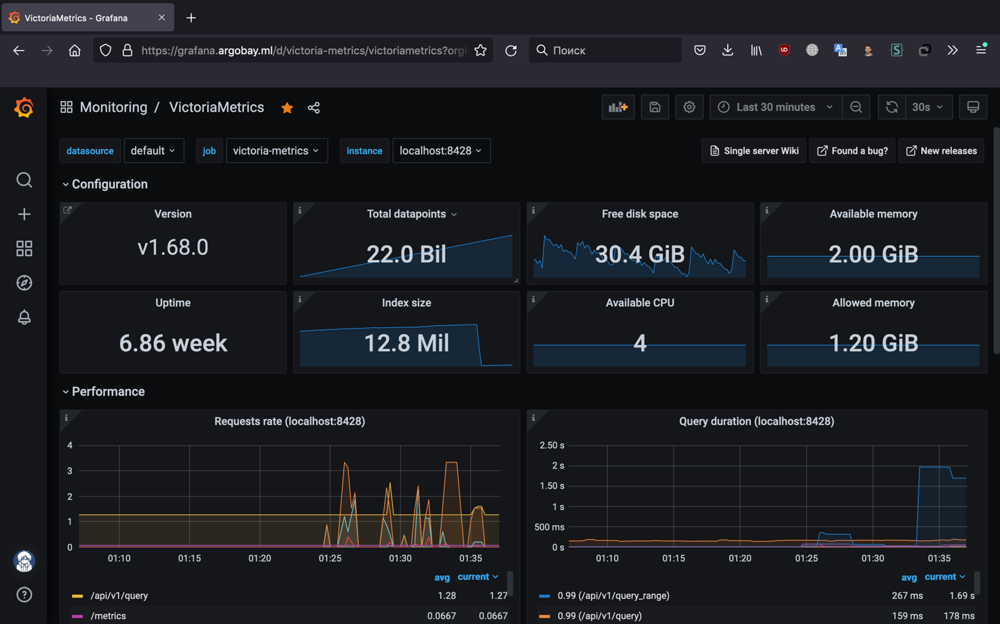 VictoriaMetrics - Grafana
https://grafana.argobay.ml/d/victoria-metrics/victoriametrics?orgI
Поиск
Monitoring / VictoriaMetrics
Last 30 minutes
30s
datasource default job victoria-metrics instance localhost:8428
Single server Wiki Found a bug? New releases
Configuration
Version Total datapoints Free disk space Available memory
v1.68.0 22.0 Bil 30.4 GiB 2.00 GiB
Uptime Index size Available CPU Allowed memory
6.86 week 12.8 Mil 4 1.20 GiB
Performance
Requests rate (localhost:8428)
4
3
2
1
0
01:10 01:15 01:20 01:25 01:30 01:35
avg current
/api/v1/query 1.28 1.27
/metrics 0.0667 0.0667
Query duration (localhost:8428)
2.50 s
2 s
1.50 s
1 s
500 ms
0 s
01:10 01:15 01:20 01:25 01:30 01:35
avg current
0.99 (/api/v1/query_range) 267 ms 1.69 s
0.99 (/api/v1/query) 159 ms 178 ms